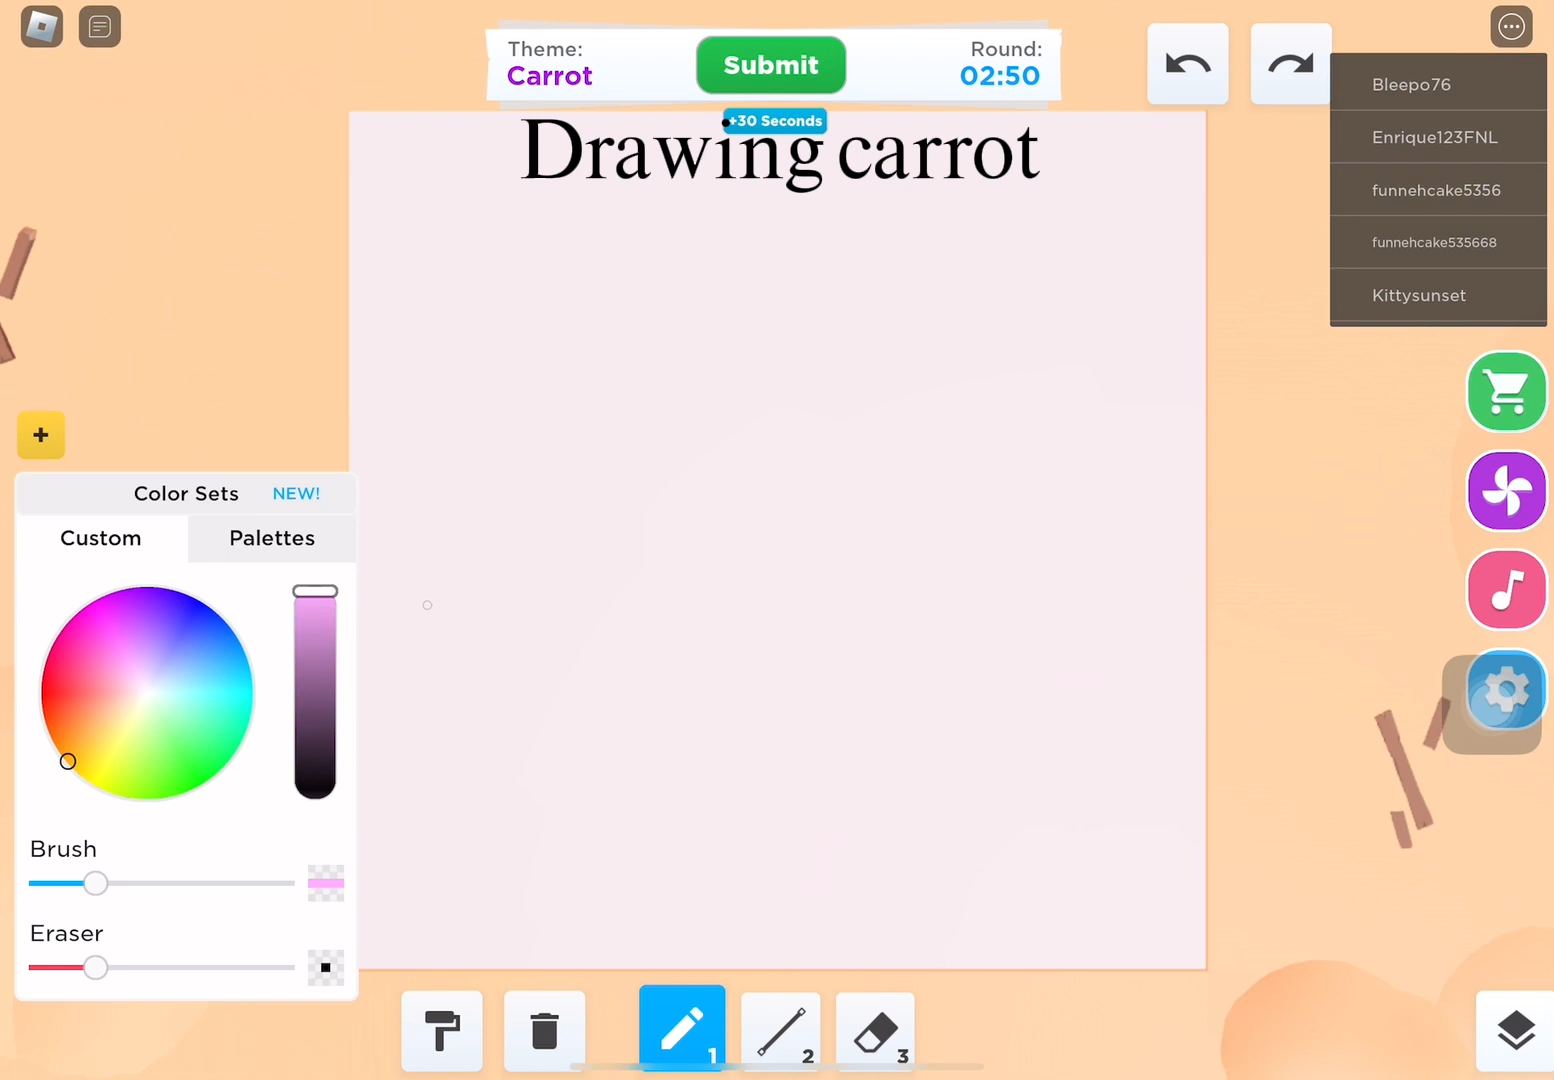 Theme:
Carrot
Submit
Round:
02:50
+30 Seconds
Drawing carrot
Bleepo76
Enrique123FNL
funnehcake5356
funnehcake535668
Kittysunset
+
Color Sets NEW!
Custom Palettes
Brush
Eraser
1
2
3